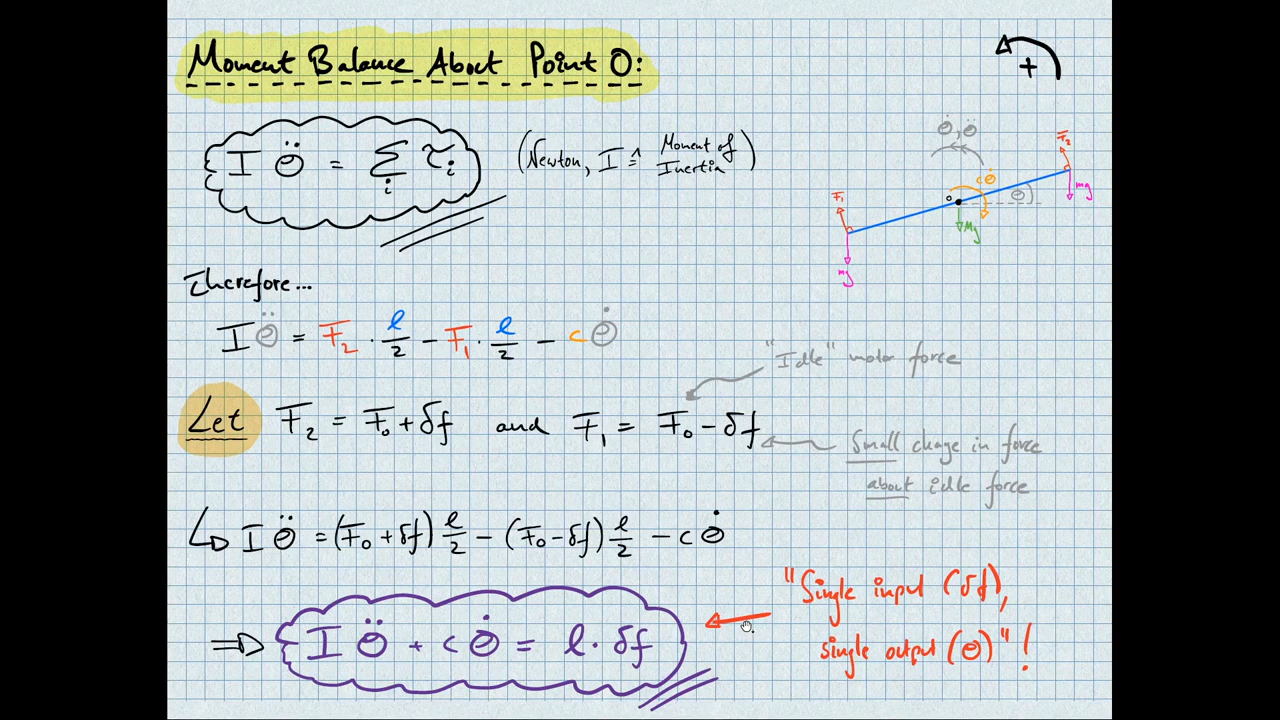 Moment Balance About Point O:
+
I θ̈ = Σ τᵢ
i
(Newton, I ≙ Moment of Inertia)
θ̇, θ̈
F₂
cθ̇
mg
θ
F₁
o
Mg
mg
Therefore...
I θ̈ = F₂ · l/2 - F₁ · l/2 - c θ̇
"Idle" motor force
Let F₂ = F₀ + δf and F₁ = F₀ - δf
Small chage in force
about idle force
↳ I θ̈ = (F₀ + δf) l/2 - (F₀ - δf) l/2 - c θ̇
"Single input (δf),
single output (θ)"!
⇒ I θ̈ + c θ̇ = l · δf